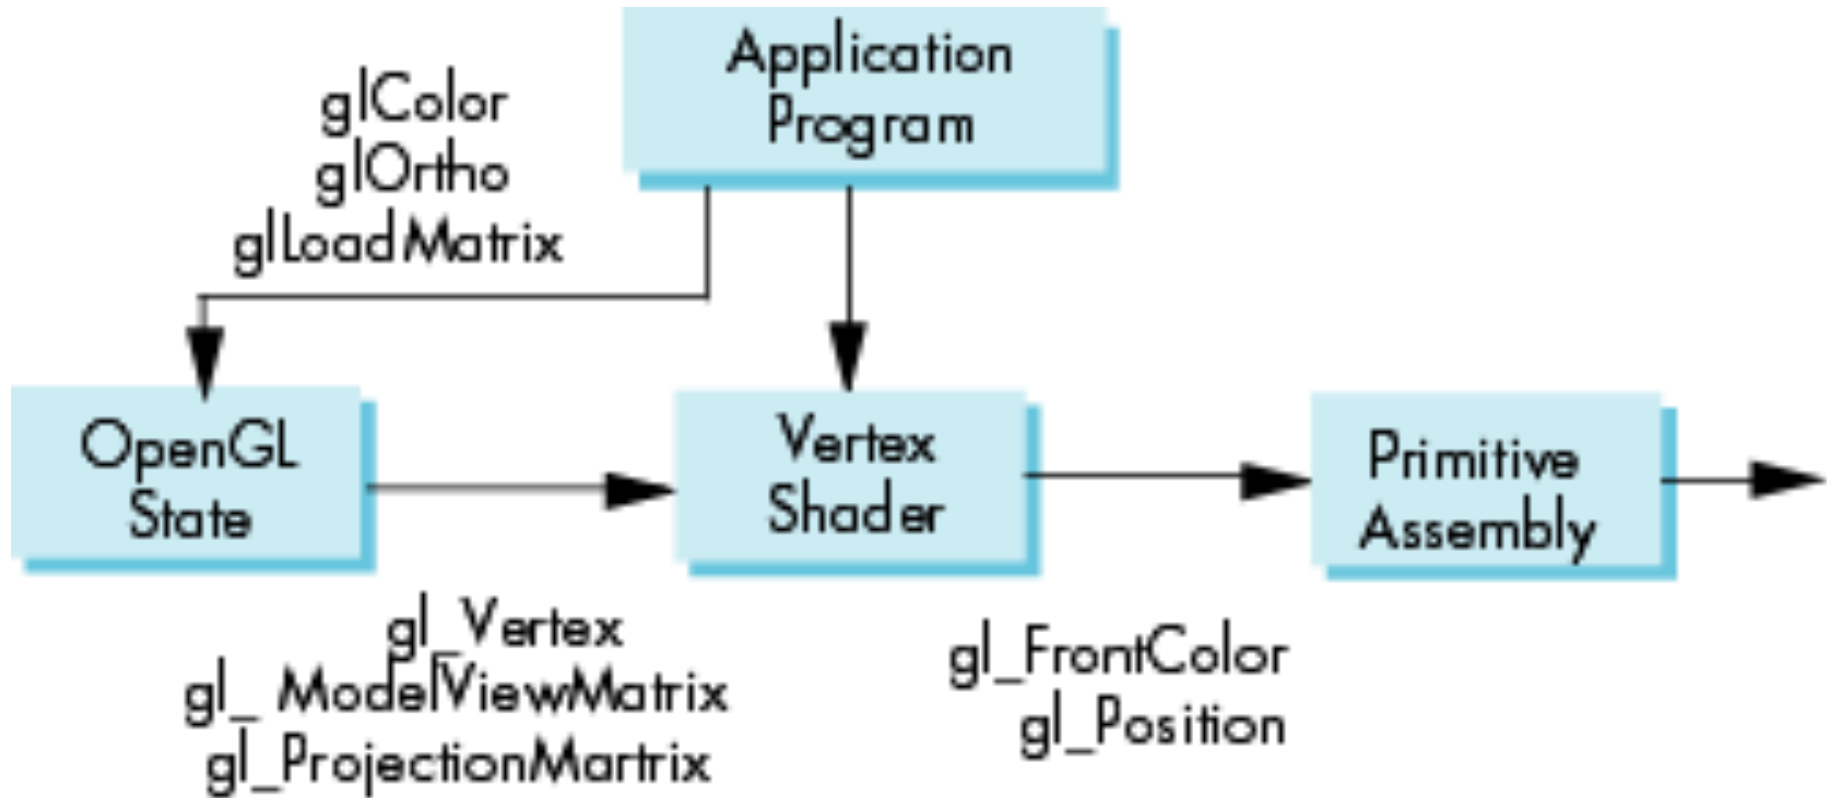 Application
Program
glColor
glOrtho
glLoadMatrix
OpenGL
State
Vertex
Shader
Primitive
Assembly
gl_Vertex
gl_ ModelViewMatrix
gl_ProjectionMartrix
gl_FrontColor
gl_Position